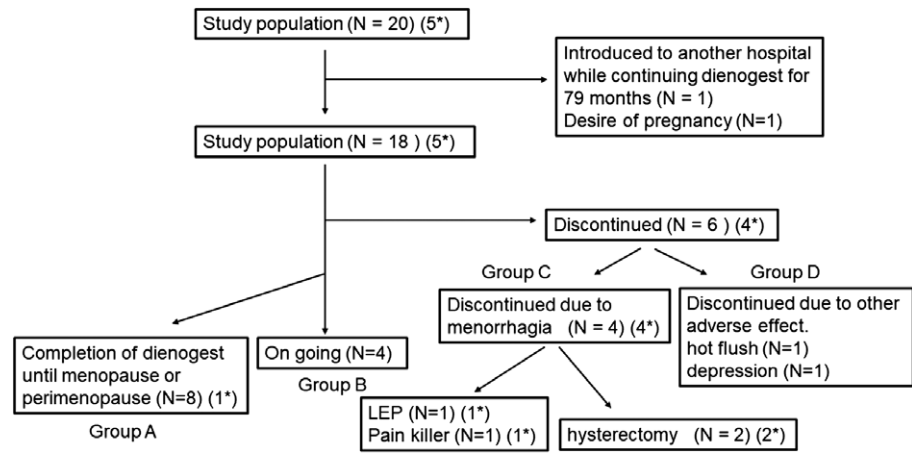 Study population (N = 20) (5*)
Introduced to another hospital
while continuing dienogest for
79 months (N = 1)
Desire of pregnancy (N=1)
Study population (N = 18 ) (5*)
Discontinued (N = 6 ) (4*)
Group C
Group D
Discontinued due to
menorrhagia (N = 4) (4*)
Discontinued due to other
adverse effect.
hot flush (N=1)
depression (N=1)
Completion of dienogest
until menopause or
perimenopause (N=8) (1*)
Group A
On going (N=4)
Group B
LEP (N=1) (1*)
Pain killer (N=1) (1*)
hysterectomy (N = 2) (2*)